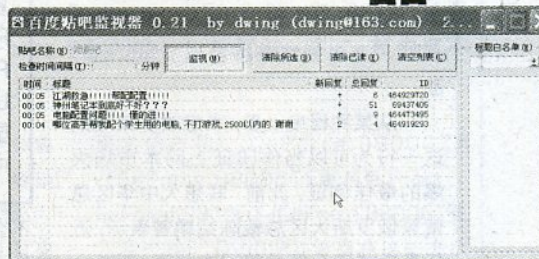 百度贴吧监视器 0.21 by dwing (dwing@163.com) 2...
贴吧名称(N):
监视(W) 清除所选(D) 清除已读(R) 清空列表(C) 标题白名单(W):
检查时间间隔(T): 分钟
时间 标题 新回复 总回复 ID
00:05 江湖救急!!!!!帮配配置!!!!! + 6 464929720
00:05 神州笔记本到底好不好??? + 51 69437405
00:05 电脑配置问题!!!! 懂的进!!! + 9 464473495
00:04 哪位高手帮我配个学生用的电脑,不打游戏,2500以内的 谢谢 2 4 464919293